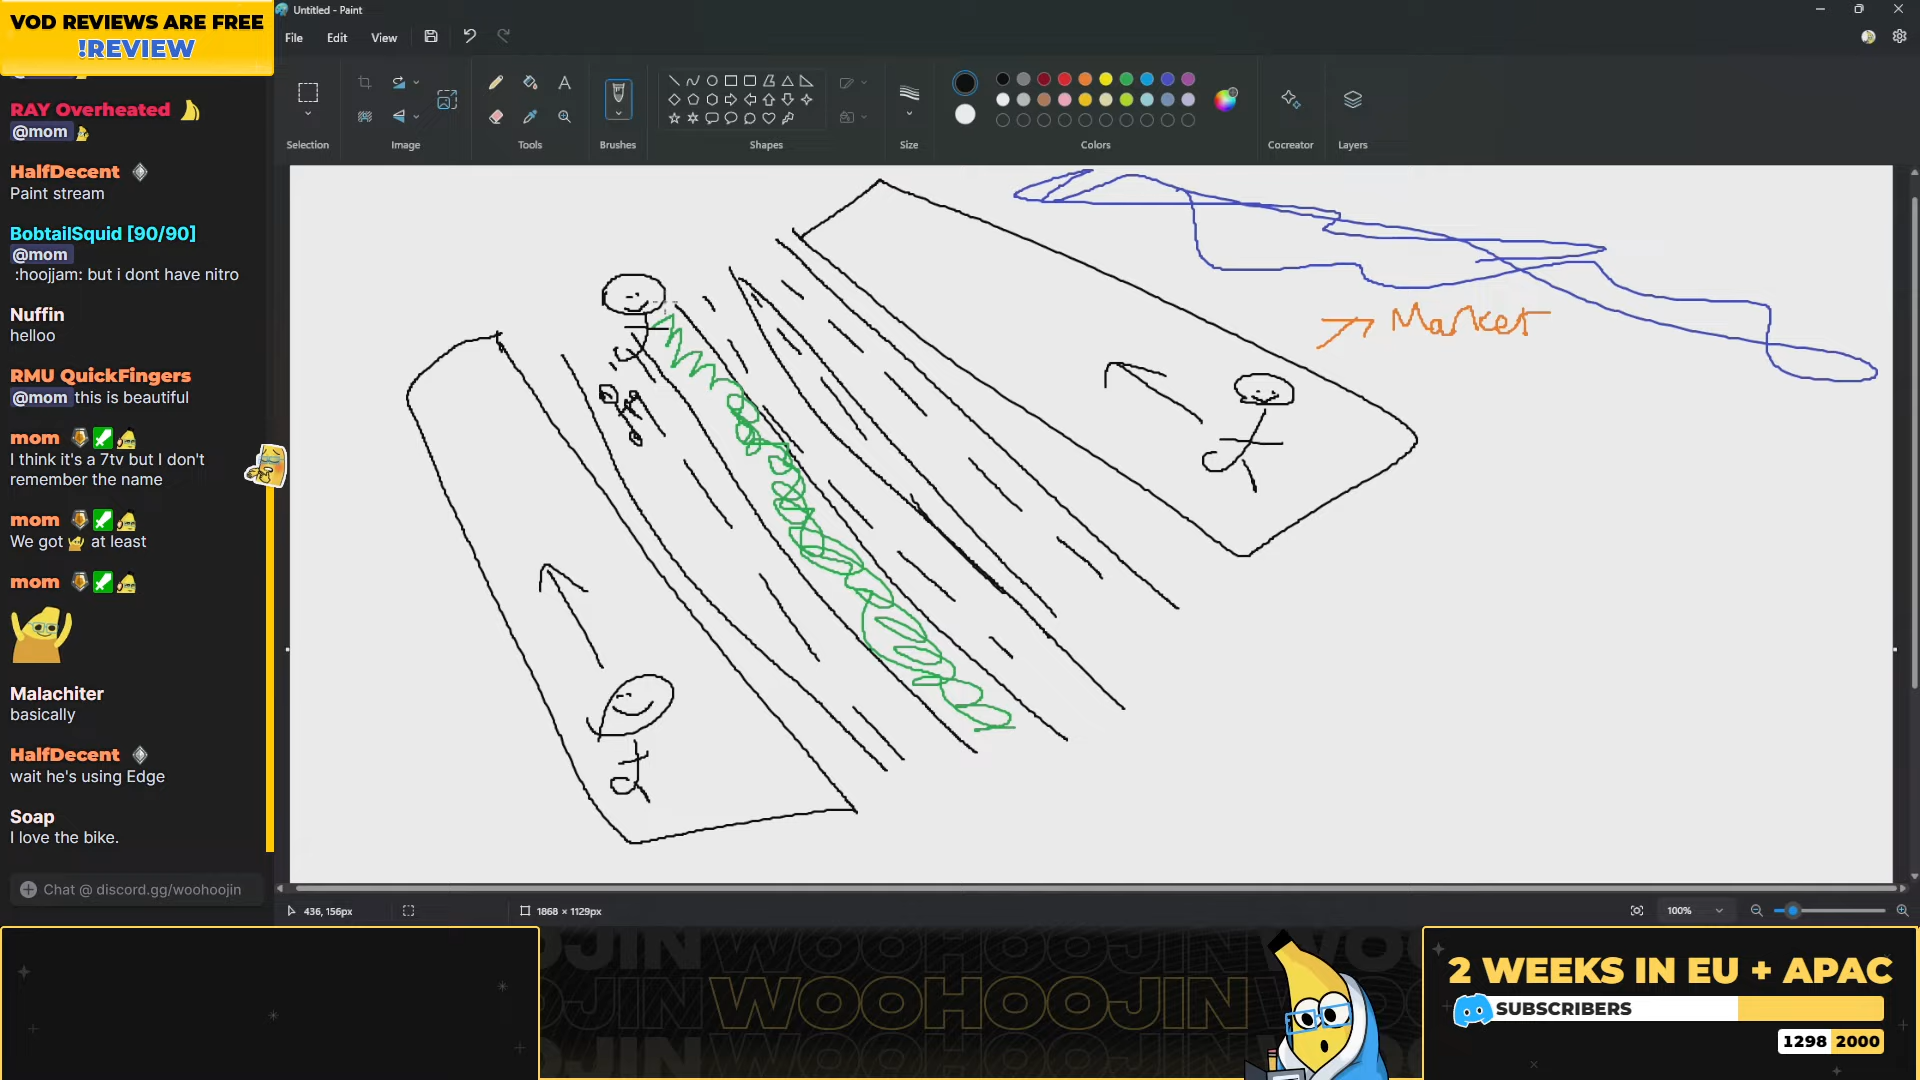 VOD REVIEWS ARE FREE
!REVIEW
RAY Overheated
@mom
HalfDecent
Paint stream
BobtailSquid [90/90]
@mom
:hoojjam: but i dont have nitro
Nuffin
helloo
RMU QuickFingers
@mom this is beautiful
mom
I think it's a 7tv but I don't
remember the name
mom
We got at least
mom
Malachiter
basically
HalfDecent
wait he's using Edge
Soap
I love the bike.
Chat @ discord.gg/woohoojin
Untitled - Paint
File Edit View
Selection Image Tools Brushes Shapes Size Colors Cocreator Layers
Market
436, 156px
1868 × 1129px
100%
WOOHOOJIN
2 WEEKS IN EU + APAC
SUBSCRIBERS
1298 2000